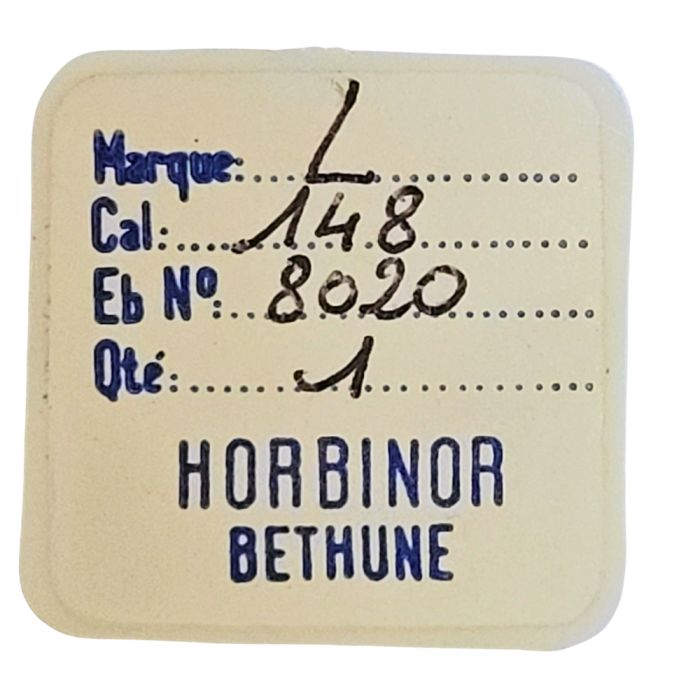 Marque: L
Cal: 148
Eb Nº: 8020
Qté: 1
HORBINOR
BETHUNE